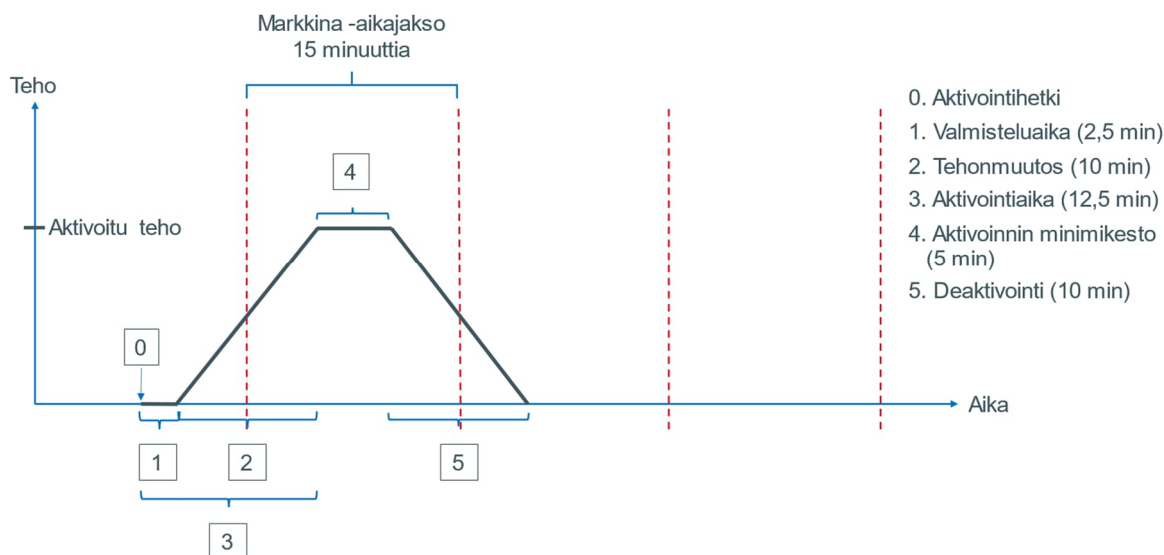 Markkina -aikajakso
15 minuuttia
Teho
Aktivoitu teho
4
0
Aika
1
2
5
3
0. Aktivointihetki
1. Valmisteluaika (2,5 min)
2. Tehonmuutos (10 min)
3. Aktivointiaika (12,5 min)
4. Aktivoinnin minimikesto
(5 min)
5. Deaktivointi (10 min)